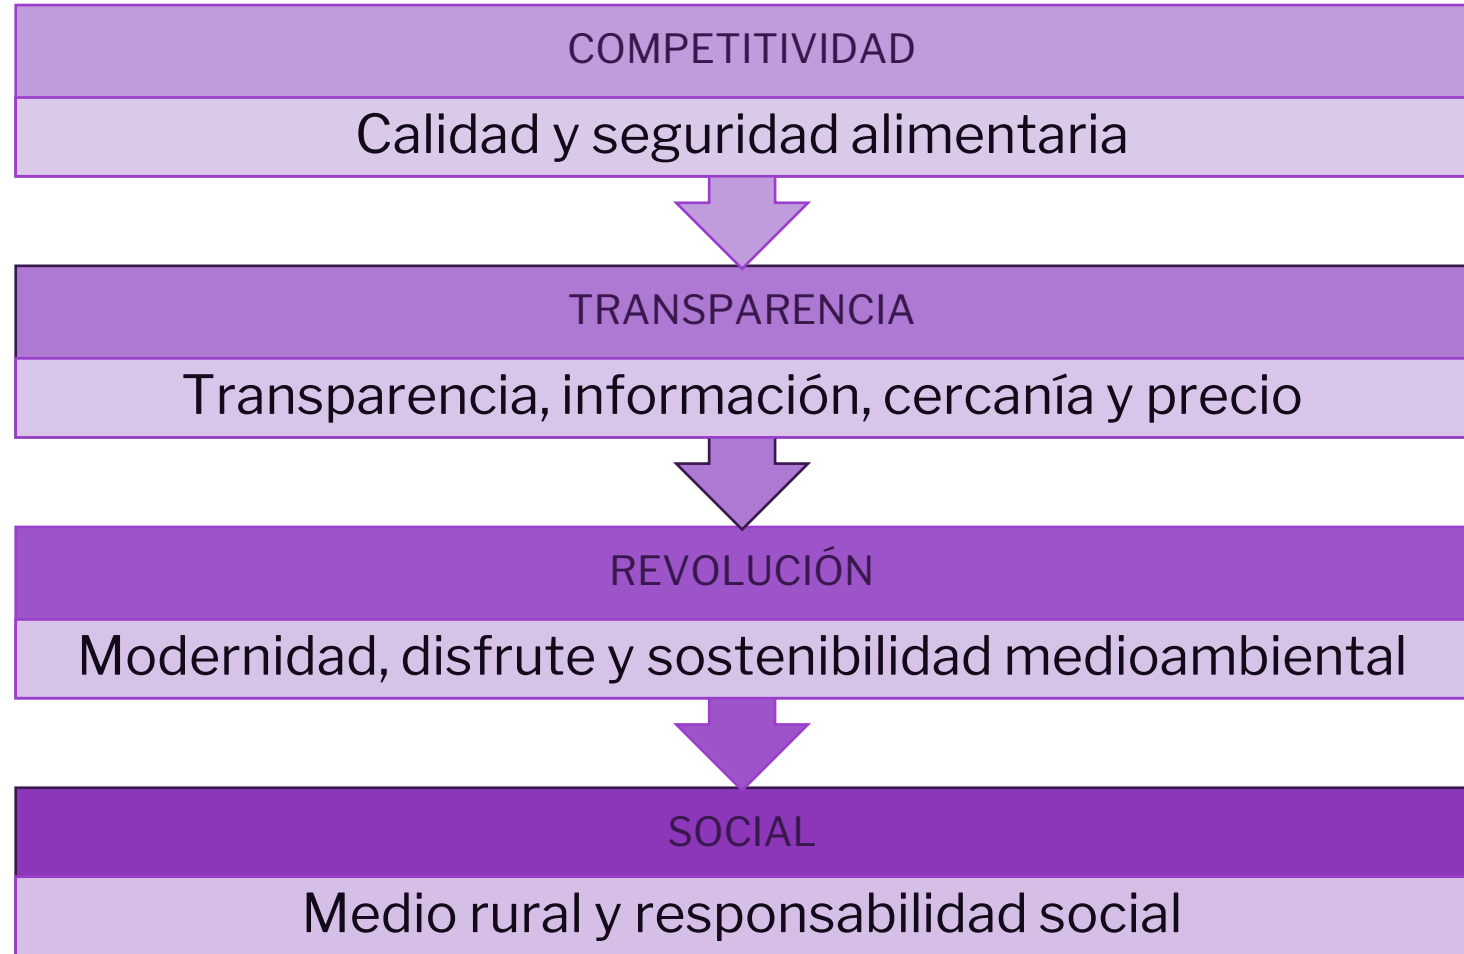 COMPETITIVIDAD
Calidad y seguridad alimentaria
TRANSPARENCIA
Transparencia, información, cercanía y precio
REVOLUCIÓN
Modernidad, disfrute y sostenibilidad medioambiental
SOCIAL
Medio rural y responsabilidad social